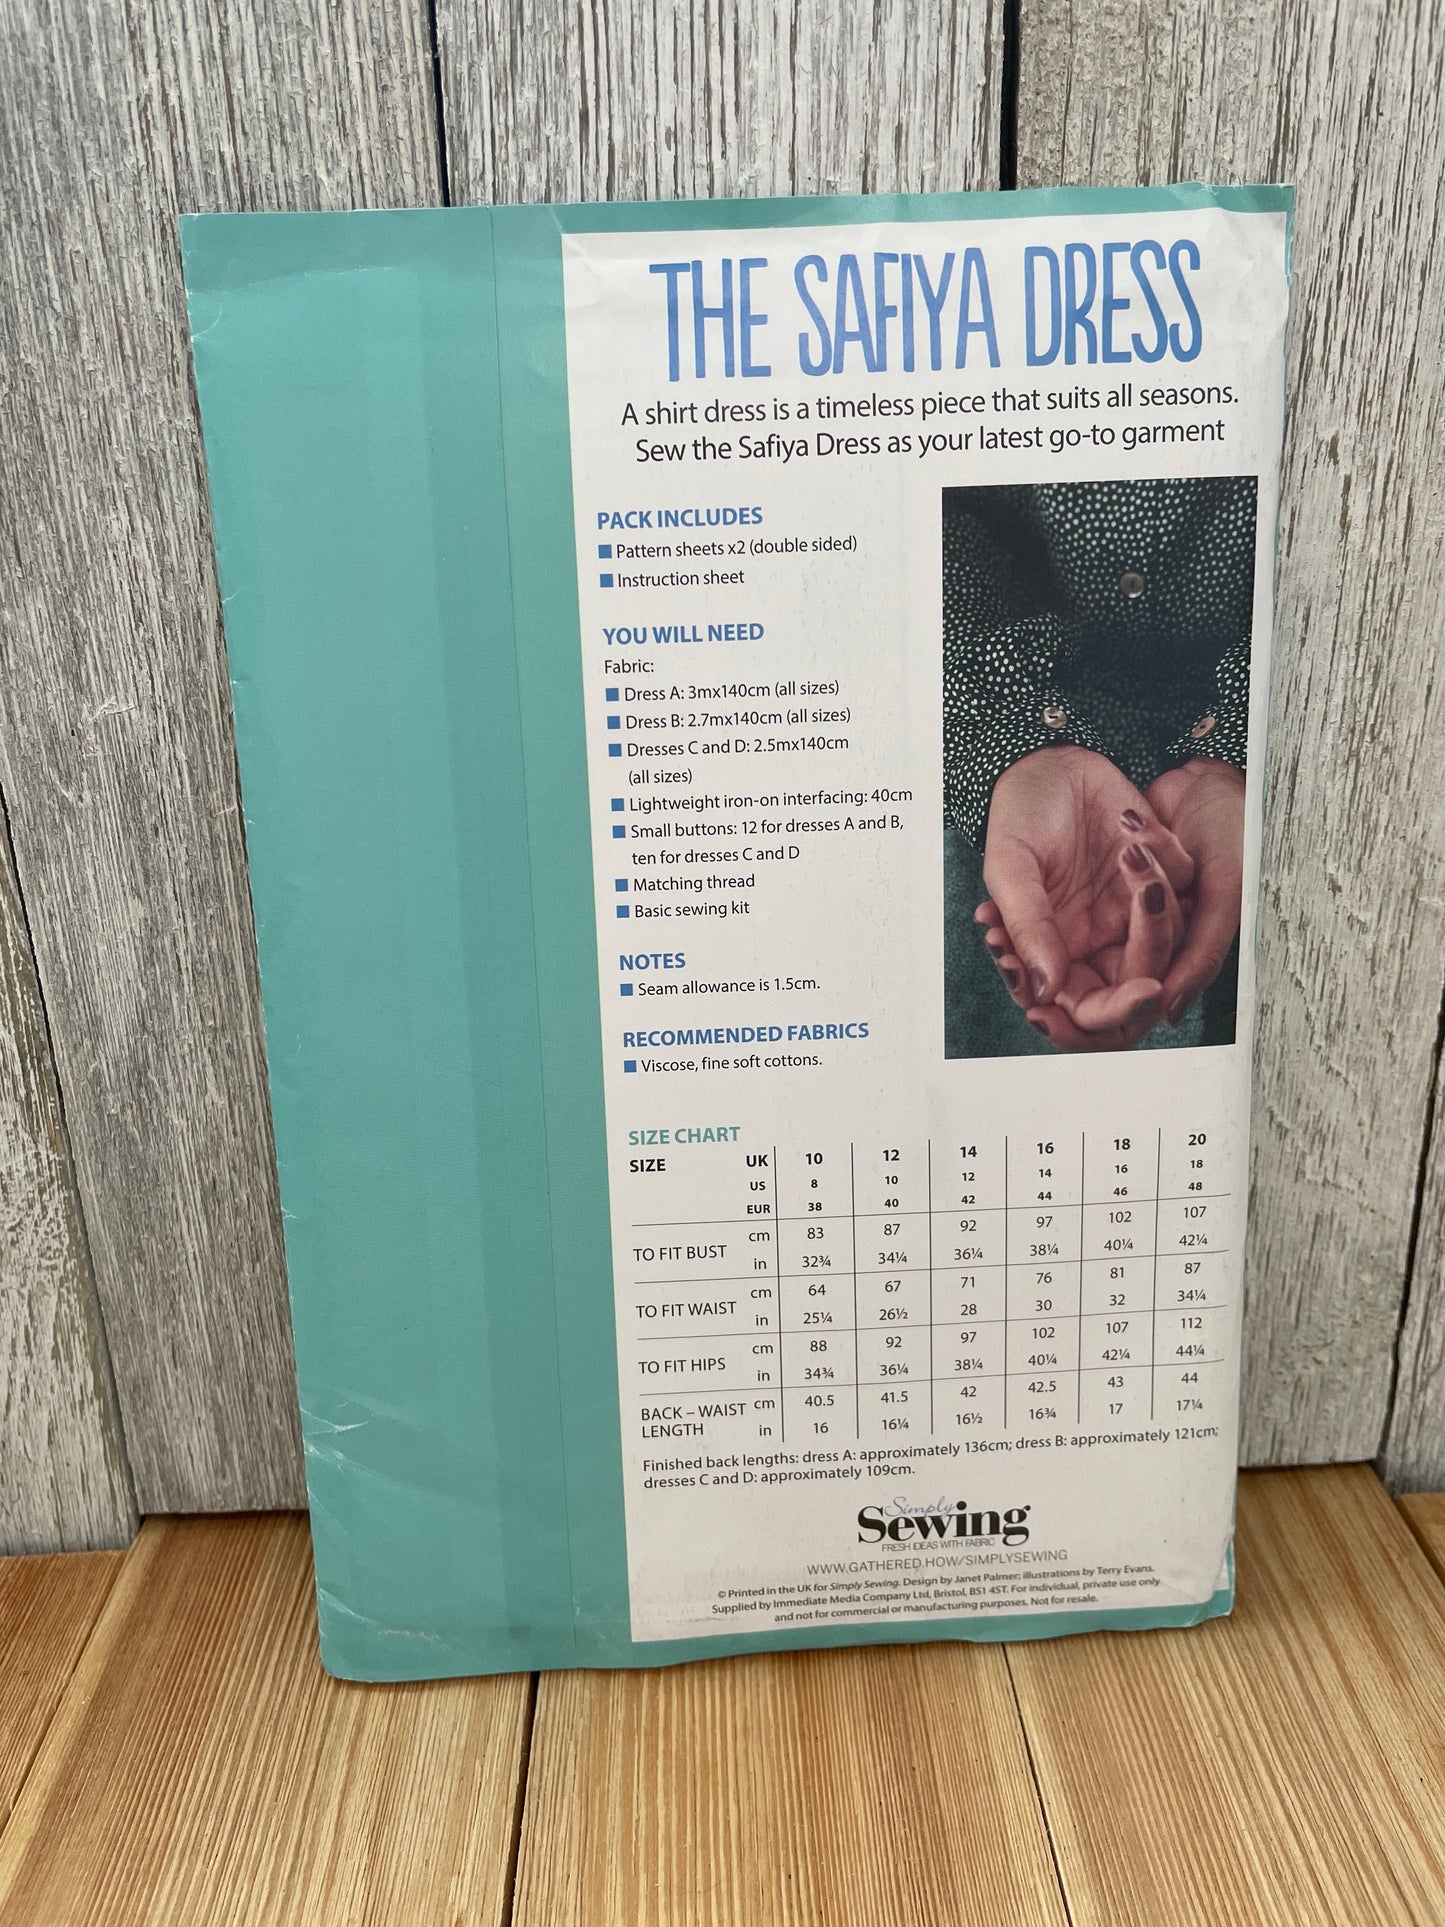 THE SAFIYA DRESS
A shirt dress is a timeless piece that suits all seasons.
Sew the Safiya Dress as your latest go-to garment
PACK INCLUDES
■ Pattern sheets x2 (double sided)
■ Instruction sheet
YOU WILL NEED
Fabric:
■ Dress A: 3mx140cm (all sizes)
■ Dress B: 2.7mx140cm (all sizes)
■ Dresses C and D: 2.5mx140cm
(all sizes)
■ Lightweight iron-on interfacing: 40cm
■ Small buttons: 12 for dresses A and B,
ten for dresses C and D
■ Matching thread
■ Basic sewing kit
NOTES
■ Seam allowance is 1.5cm.
RECOMMENDED FABRICS
■ Viscose, fine soft cottons.
SIZE CHART
SIZE UK 10 12 14 16 18 20
US 8 10 12 14 16 18
EUR 38 40 42 44 46 48
TO FIT BUST cm 83 87 92 97 102 107
in 32¾ 34¼ 36¼ 38¼ 40¼ 42¼
TO FIT WAIST cm 64 67 71 76 81 87
in 25¼ 26½ 28 30 32 34¼
TO FIT HIPS cm 88 92 97 102 107 112
in 34¾ 36¼ 38¼ 40¼ 42¼ 44¼
BACK – WAIST LENGTH cm 40.5 41.5 42 42.5 43 44
in 16 16¼ 16½ 16¾ 17 17¼
Finished back lengths: dress A: approximately 136cm; dress B: approximately 121cm;
dresses C and D: approximately 109cm.
Simply
Sewing
FRESH IDEAS WITH FABRIC
WWW.GATHERED.HOW/SIMPLYSEWING
© Printed in the UK for Simply Sewing. Design by Janet Palmer; illustrations by Terry Evans.
Supplied by Immediate Media Company Ltd, Bristol, BS1 4ST. For individual, private use only
and not for commercial or manufacturing purposes. Not for resale.